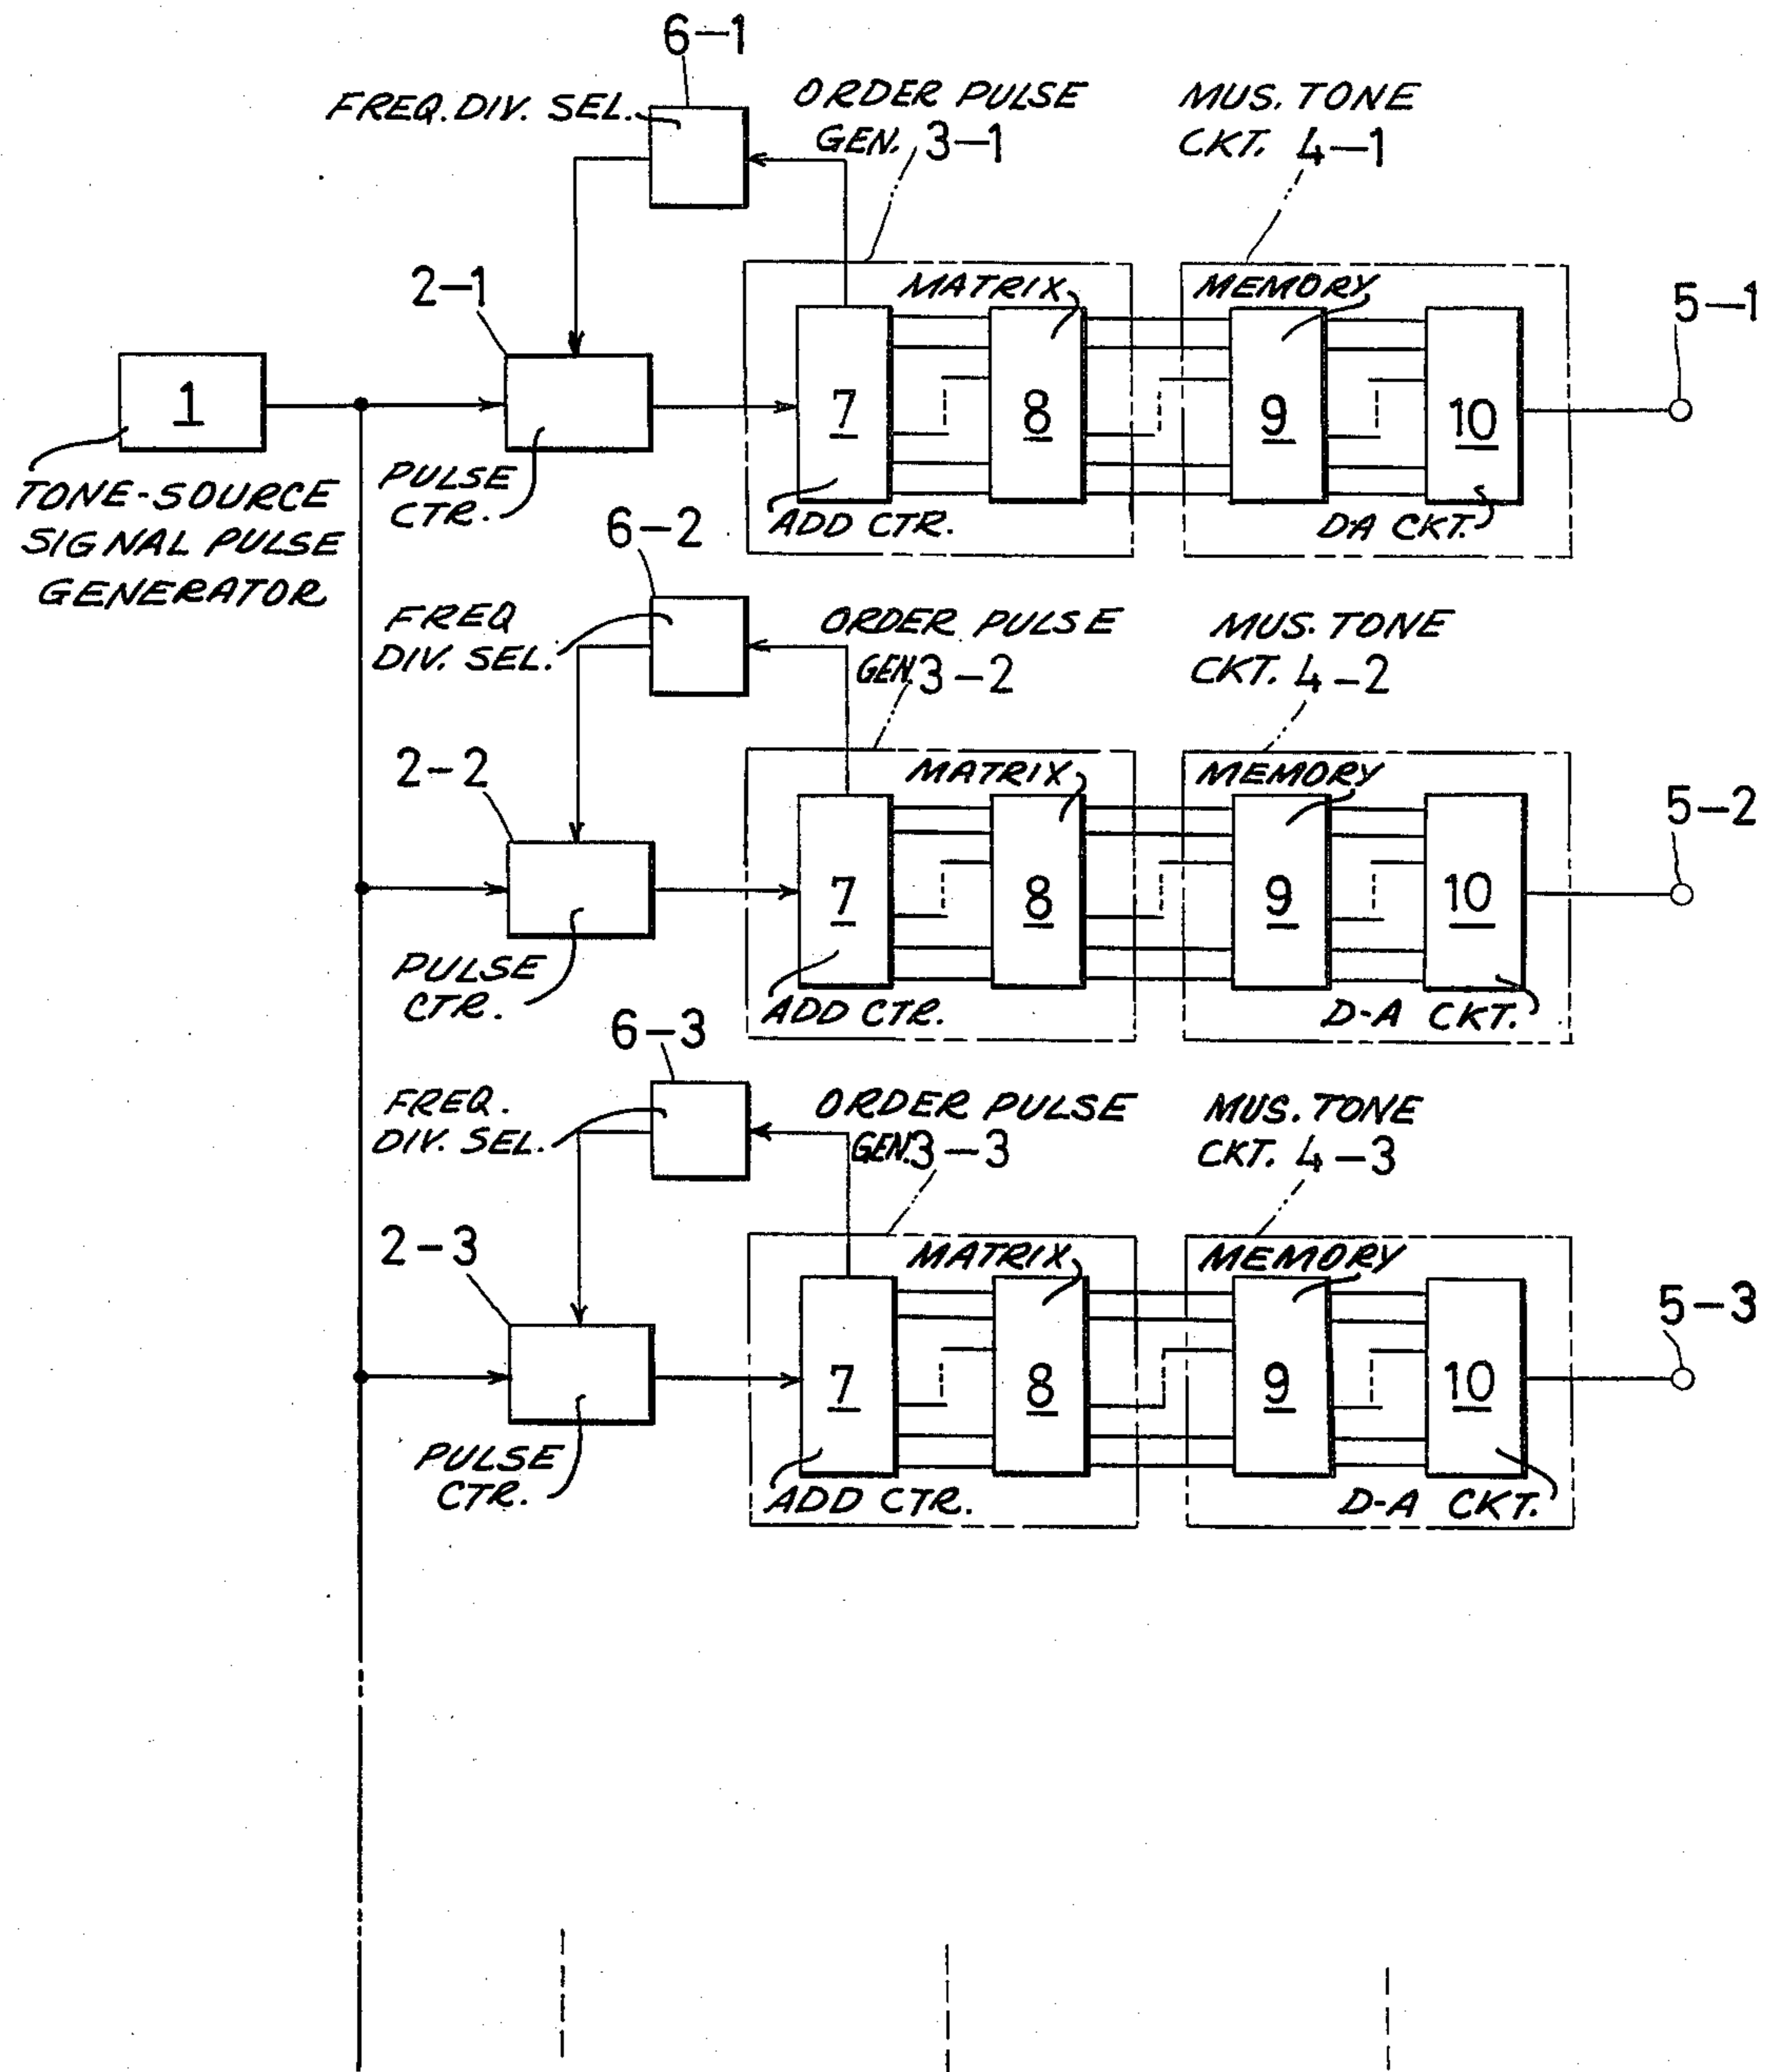 6-1
FREQ. DIV. SEL.
ORDER PULSE
GEN. 3-1
MUS. TONE
CKT. 4-1
2-1
MATRIX
MEMORY
5-1
1
7
8
9
10
TONE-SOURCE
SIGNAL PULSE
GENERATOR
PULSE
CTR.
ADD CTR.
DA CKT.
6-2
FREQ
DIV. SEL.
ORDER PULSE
GEN. 3-2
MUS. TONE
CKT. 4-2
2-2
MATRIX
MEMORY
5-2
7
8
9
10
PULSE
CTR.
ADD CTR.
D-A CKT.
6-3
FREQ.
DIV. SEL.
ORDER PULSE
GEN. 3-3
MUS. TONE
CKT. 4-3
2-3
MATRIX
MEMORY
5-3
7
8
9
10
PULSE
CTR.
ADD CTR.
D-A CKT.